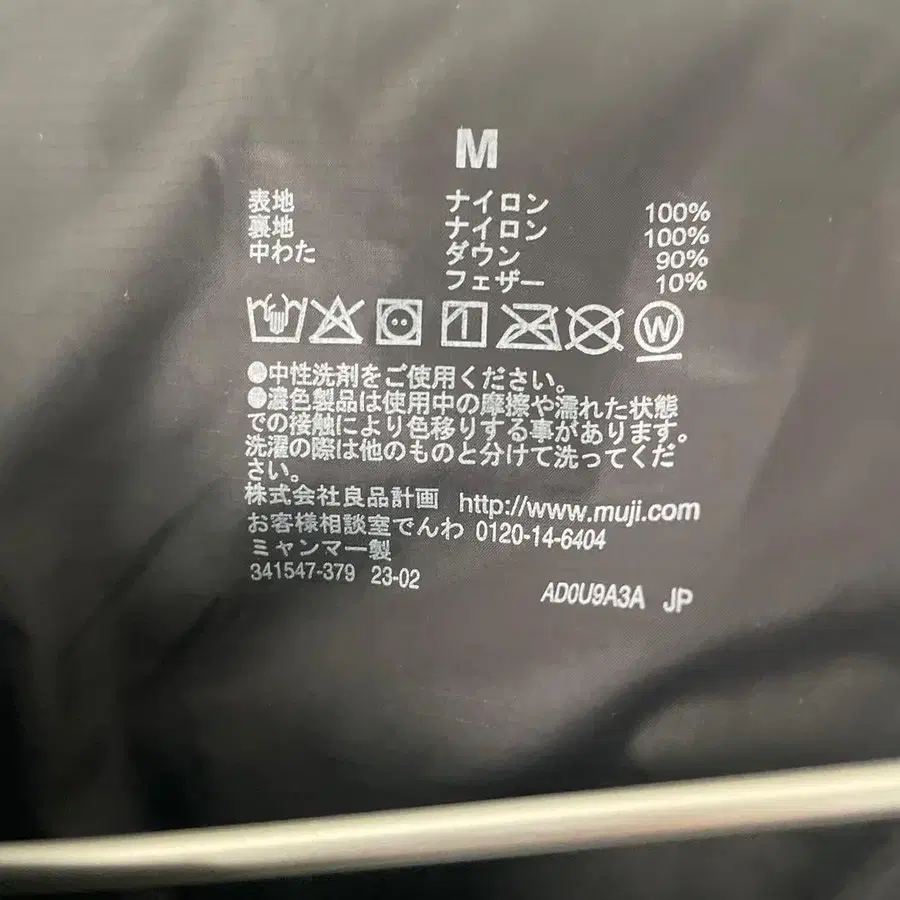 M
表地 ナイロン 100%
裏地 ナイロン 100%
中わた ダウン 90%
フェザー 10%
W
●中性洗剤をご使用ください。
●濃色製品は使用中の摩擦や濡れた状態
での接触により色移りする事があります。
洗濯の際は他のものと分けて洗ってくだ
さい。
株式会社良品計画 http://www.muji.com
お客様相談室でんわ 0120-14-6404
ミャンマー製
341547-379 23-02 AD0U9A3A JP